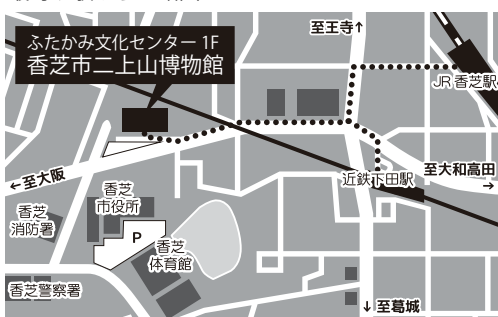 至王寺↑
ふたかみ文化センター 1F
香芝市二上山博物館
JR 香芝駅
←至大阪
近鉄下田駅
至大和高田
→
香芝
市役所
香芝
消防署
P
香芝
体育館
香芝警察署
↓至葛城